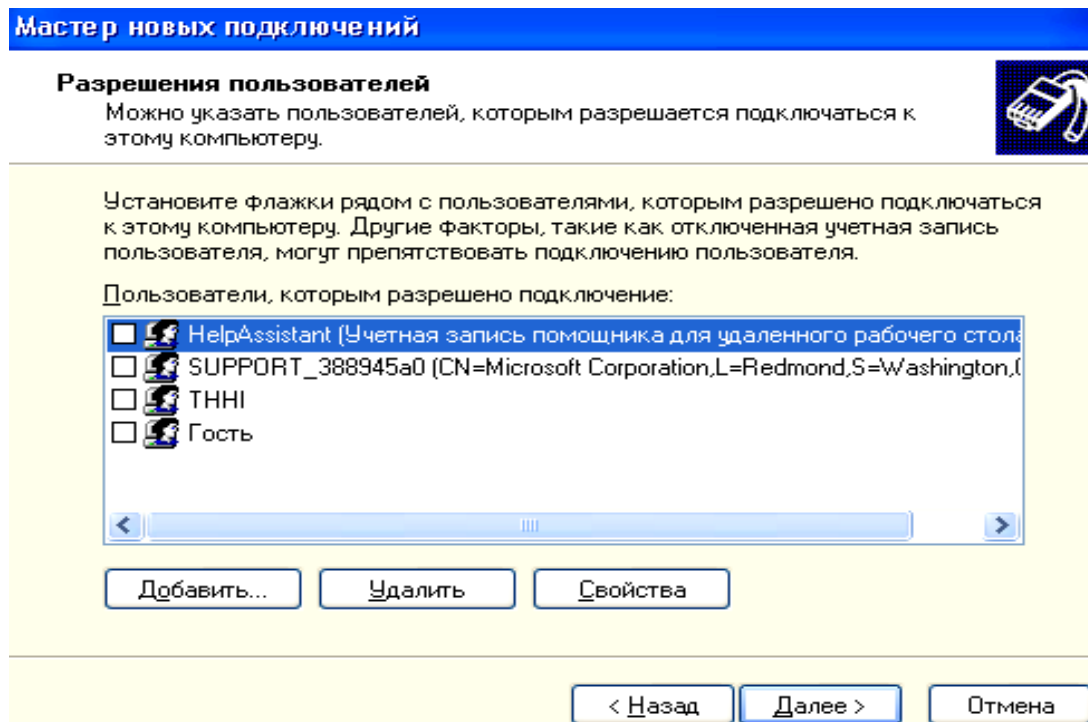 Мастер новых подключений
Разрешения пользователей
Можно указать пользователей, которым разрешается подключаться к
этому компьютеру.
Установите флажки рядом с пользователями, которым разрешено подключаться
к этому компьютеру. Другие факторы, такие как отключенная учетная запись
пользователя, могут препятствовать подключению пользователя.
Пользователи, которым разрешено подключение:
HelpAssistant (Учетная запись помощника для удаленного рабочего стола
SUPPORT_388945a0 (CN=Microsoft Corporation,L=Redmond,S=Washington,
ТННІ
Гость
Добавить... Удалить Свойства
< Назад Далее > Отмена